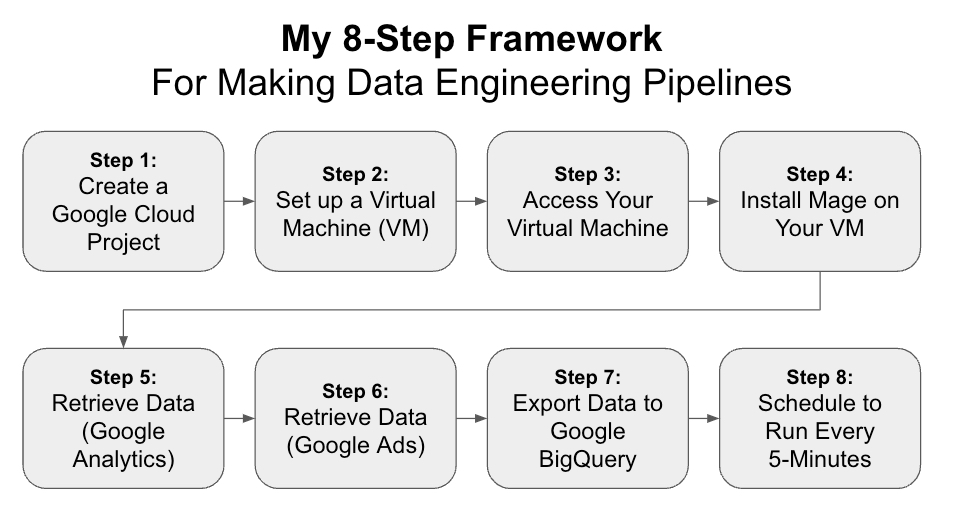 My 8-Step Framework
For Making Data Engineering Pipelines
Step 1:
Create a
Google Cloud
Project
Step 2:
Set up a Virtual
Machine (VM)
Step 3:
Access Your
Virtual Machine
Step 4:
Install Mage on
Your VM
Step 5:
Retrieve Data
(Google
Analytics)
Step 6:
Retrieve Data
(Google Ads)
Step 7:
Export Data to
Google
BigQuery
Step 8:
Schedule to
Run Every
5-Minutes